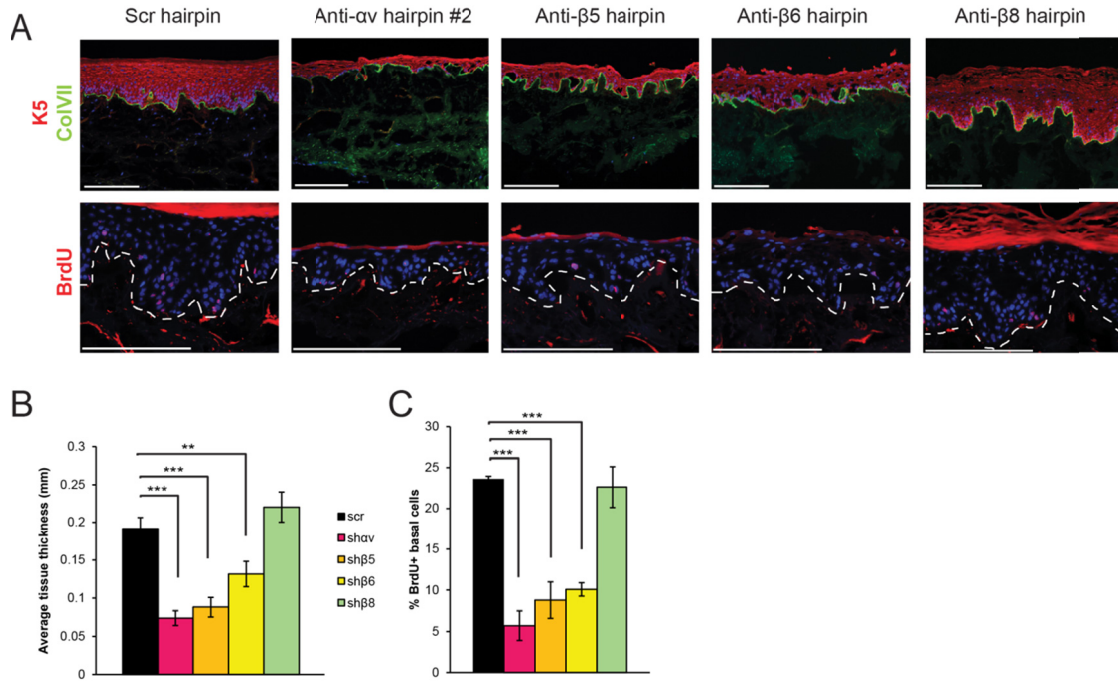 A
Scr hairpin
Anti-αv hairpin #2
Anti-β5 hairpin
Anti-β6 hairpin
Anti-β8 hairpin
K5
ColVII
BrdU
B
Average tissue thickness (mm)
0.3
0.25
0.2
0.15
0.1
0.05
0
**
***
***
scr
shαv
shβ5
shβ6
shβ8
C
% BrdU+ basal cells
30
25
20
15
10
5
0
***
***
***